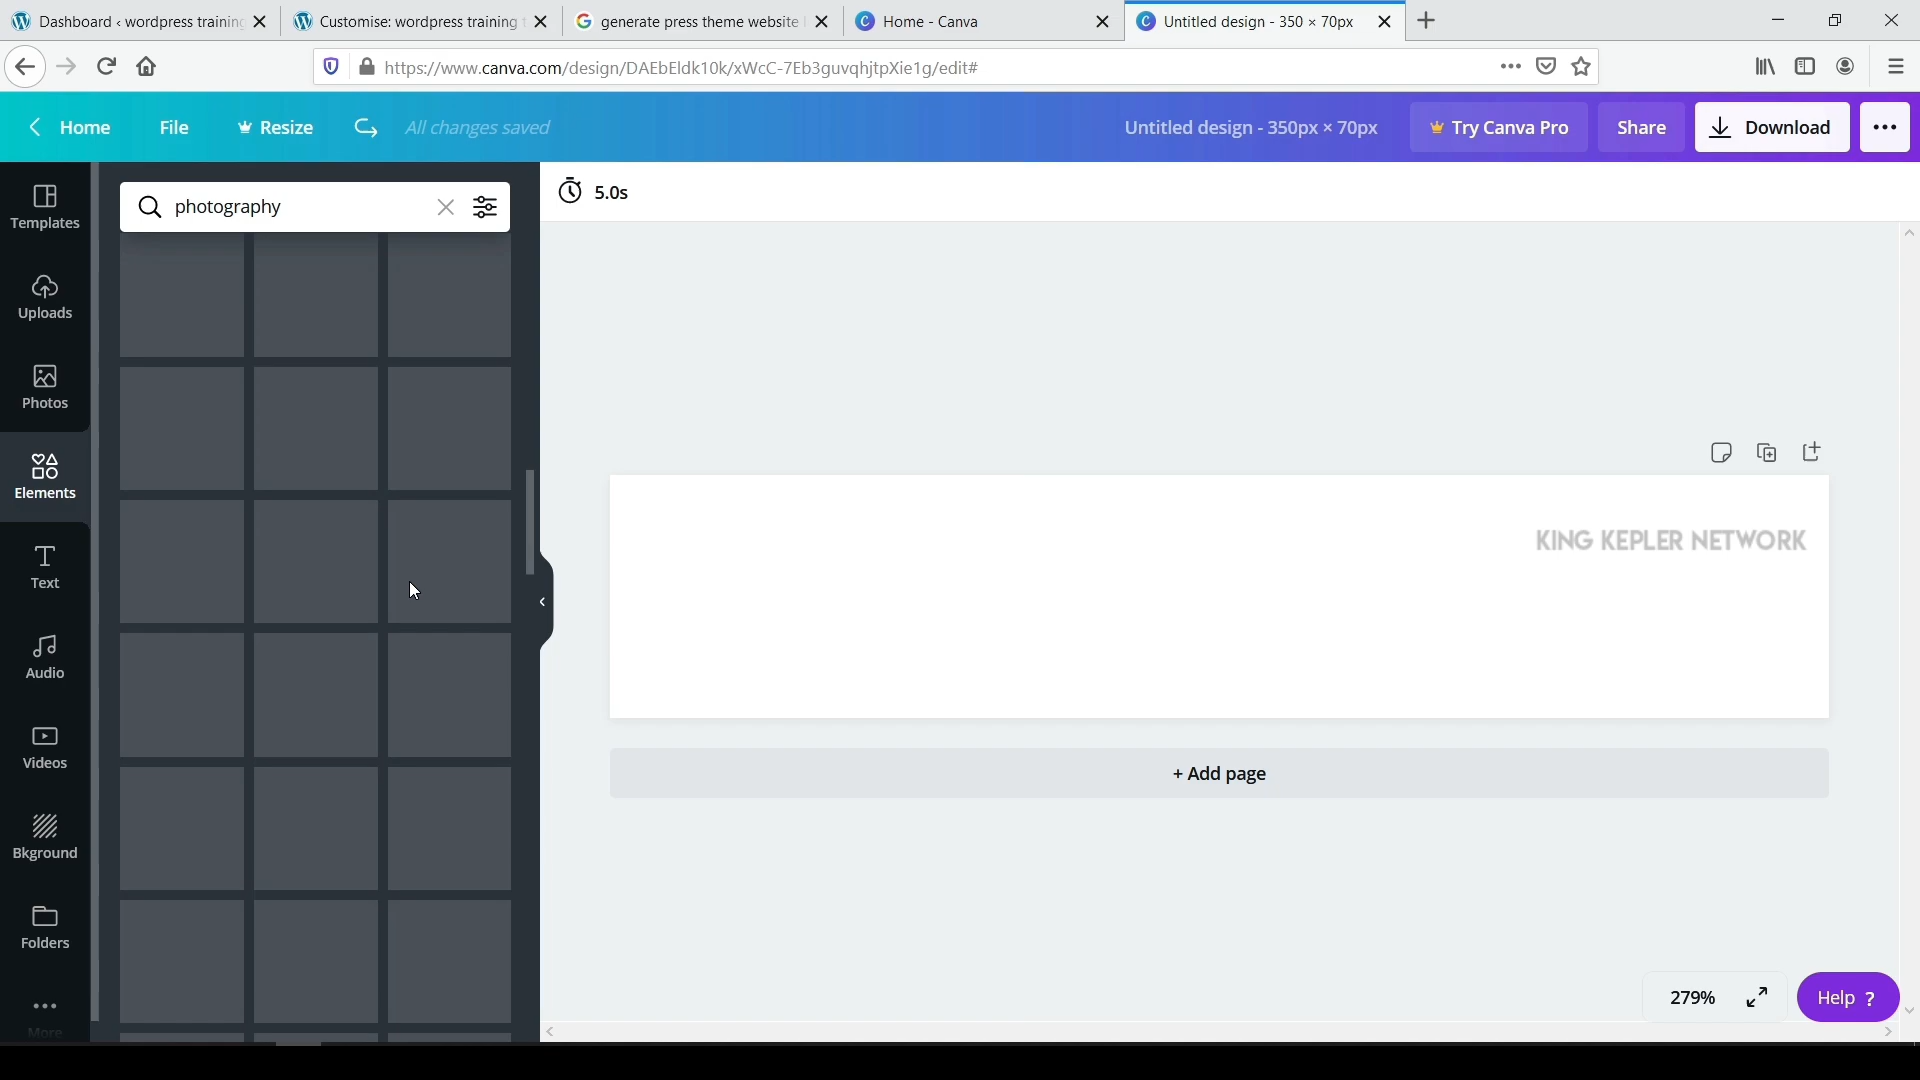 Dashboard ‹ wordpress training
Customise: wordpress training
generate press theme website
Home - Canva
Untitled design - 350 × 70px
https://www.canva.com/design/DAEbEldk10k/xWcC-7Eb3guvqhjtpXie1g/edit#
Home
File
Resize
All changes saved
Untitled design - 350px × 70px
Try Canva Pro
Share
Download
Templates
Uploads
Photos
Elements
Text
Audio
Videos
Bkground
Folders
More
photography
5.0s
KING KEPLER NETWORK
+ Add page
279%
Help ?